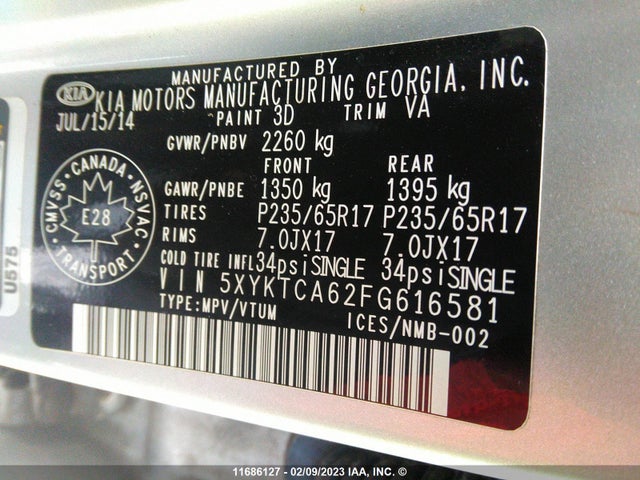 MANUFACTURED BY
KIA KIA MOTORS MANUFACTURING GEORGIA, INC.
JUL/15/14 PAINT 3D TRIM VA
GVWR/PNBV 2260 kg
FRONT REAR
GAWR/PNBE 1350 kg 1395 kg
TIRES P235/65R17 P235/65R17
RIMS 7.0JX17 7.0JX17
COLD TIRE INFL 34psiSINGLE 34psiSINGLE
VIN 5XYKTCA62FG616581
TYPE:MPV/VTUM ICES/NMB-002
CMVSS • CANADA • NSVAC
E28
TRANSPORT
U575
11686127 - 02/09/2023 IAA, INC. ©